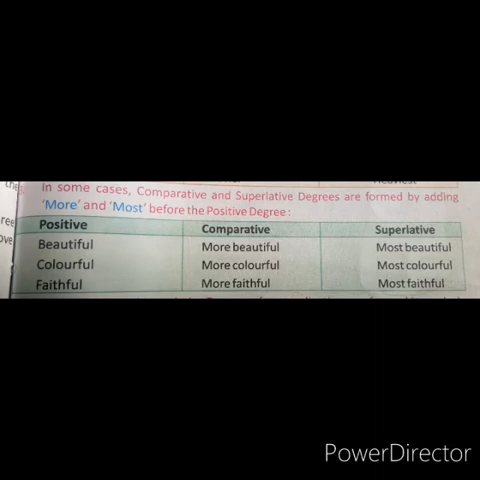 In some cases, Comparative and Superlative Degrees are formed by adding
'More' and 'Most' before the Positive Degree :
Positive Comparative Superlative
Beautiful More beautiful Most beautiful
Colourful More colourful Most colourful
Faithful More faithful Most faithful
PowerDirector